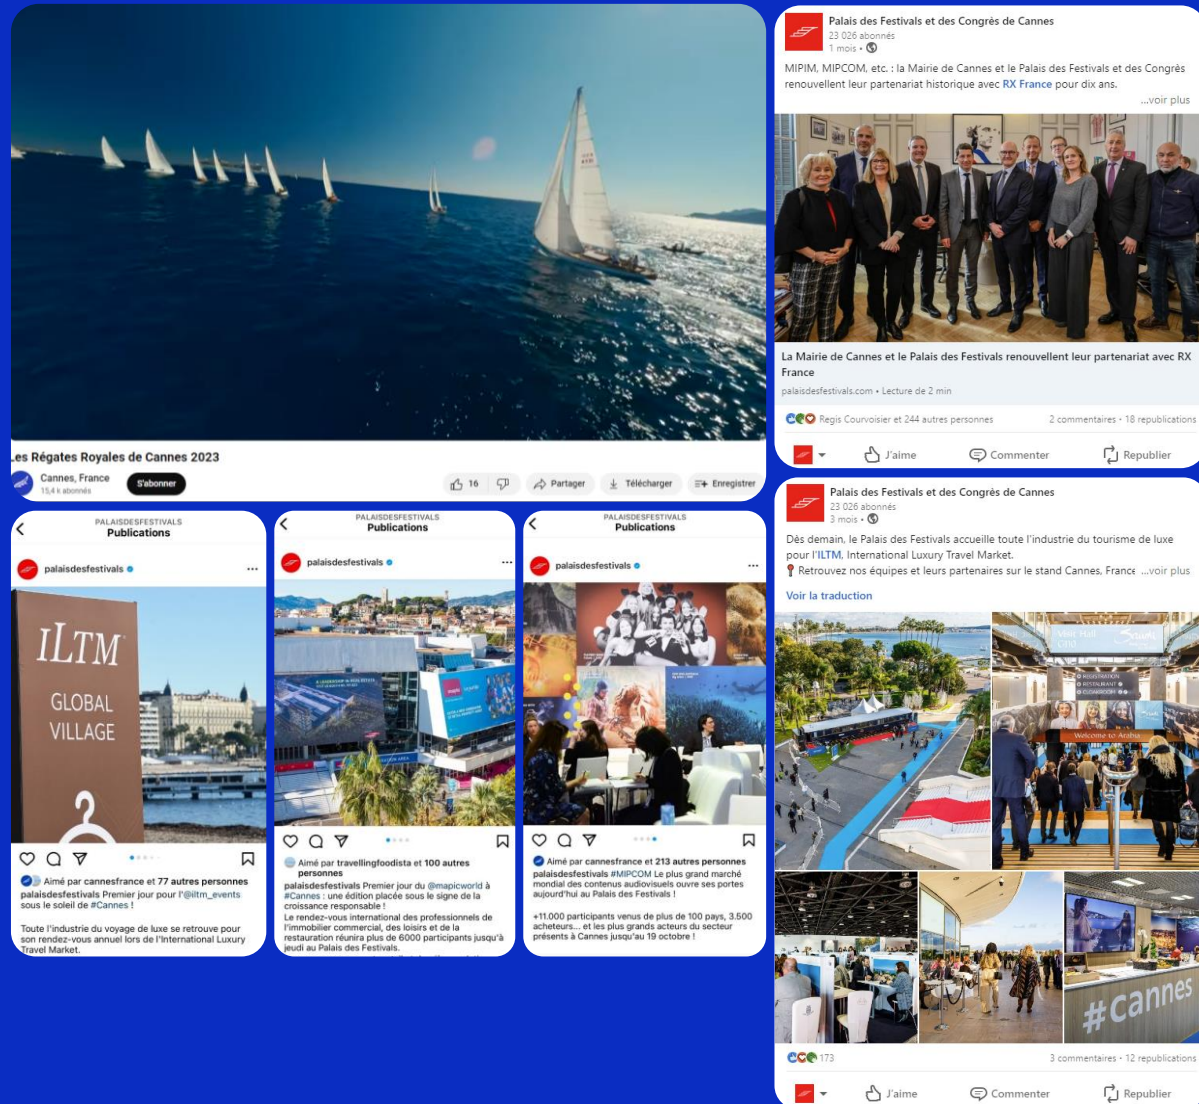 Les Régates Royales de Cannes 2023
Cannes, France
15,4 k abonnés
S'abonner
16
Partager
Télécharger
Enregistrer
PALAISDESFESTIVALS
Publications
palaisdesfestivals
ILTM
GLOBAL
VILLAGE
Aimé par cannesfrance et 77 autres personnes
palaisdesfestivals Premier jour pour l'@iltm_events
sous le soleil de #Cannes !
Toute l'industrie du voyage de luxe se retrouve pour
son rendez-vous annuel lors de l'International Luxury
Travel Market.
PALAISDESFESTIVALS
Publications
palaisdesfestivals
Aimé par travellingfoodista et 100 autres
personnes
palaisdesfestivals Premier jour du @mapicworld à
#Cannes : une édition placée sous le signe de la
croissance responsable !
Le rendez-vous international des professionnels de
l'immobilier commercial, des loisirs et de la
restauration réunira plus de 6000 participants jusqu'à
jeudi au Palais des Festivals.
PALAISDESFESTIVALS
Publications
palaisdesfestivals
Aimé par cannesfrance et 213 autres personnes
palaisdesfestivals #MIPCOM Le plus grand marché
mondial des contenus audiovisuels ouvre ses portes
aujourd'hui au Palais des Festivals !
+11.000 participants venus de plus de 100 pays, 3.500
acheteurs... et les plus grands acteurs du secteur
présents à Cannes jusqu'au 19 octobre !
Palais des Festivals et des Congrès de Cannes
23 026 abonnés
1 mois •
MIPIM, MIPCOM, etc. : la Mairie de Cannes et le Palais des Festivals et des Congrès
renouvellent leur partenariat historique avec RX France pour dix ans.
...voir plus
La Mairie de Cannes et le Palais des Festivals renouvellent leur partenariat avec RX
France
palaisdesfestivals.com • Lecture de 2 min
Regis Courvoisier et 244 autres personnes
2 commentaires • 18 republications
J'aime
Commenter
Republier
Palais des Festivals et des Congrès de Cannes
23 026 abonnés
3 mois •
Dès demain, le Palais des Festivals accueille toute l'industrie du tourisme de luxe
pour l'ILTM, International Luxury Travel Market.
Retrouvez nos équipes et leurs partenaires sur le stand Cannes, France ...voir plus
Voir la traduction
Visit Hall
Saudi
REGISTRATION
RESTAURANT
CLOAKROOM
Welcome to Arabia
#cannes
173
3 commentaires • 12 republications
J'aime
Commenter
Republier